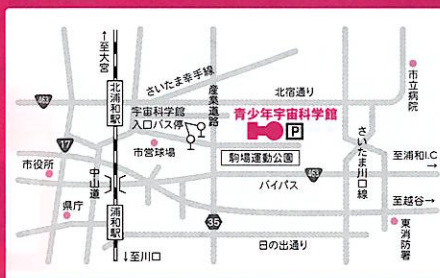 ↑至大宮
さいたま幸手線
産業道路
北宿通り
市立病院
463
北浦和駅
宇宙科学館
入口バス停
青少年宇宙科学館
P
17
市営球場
駒場運動公園
さいたま川口線
至浦和I.C
市役所
中山道
バイパス
463
県庁
至越谷→
浦和駅
35
日の出通り
東消防署
↓至川口